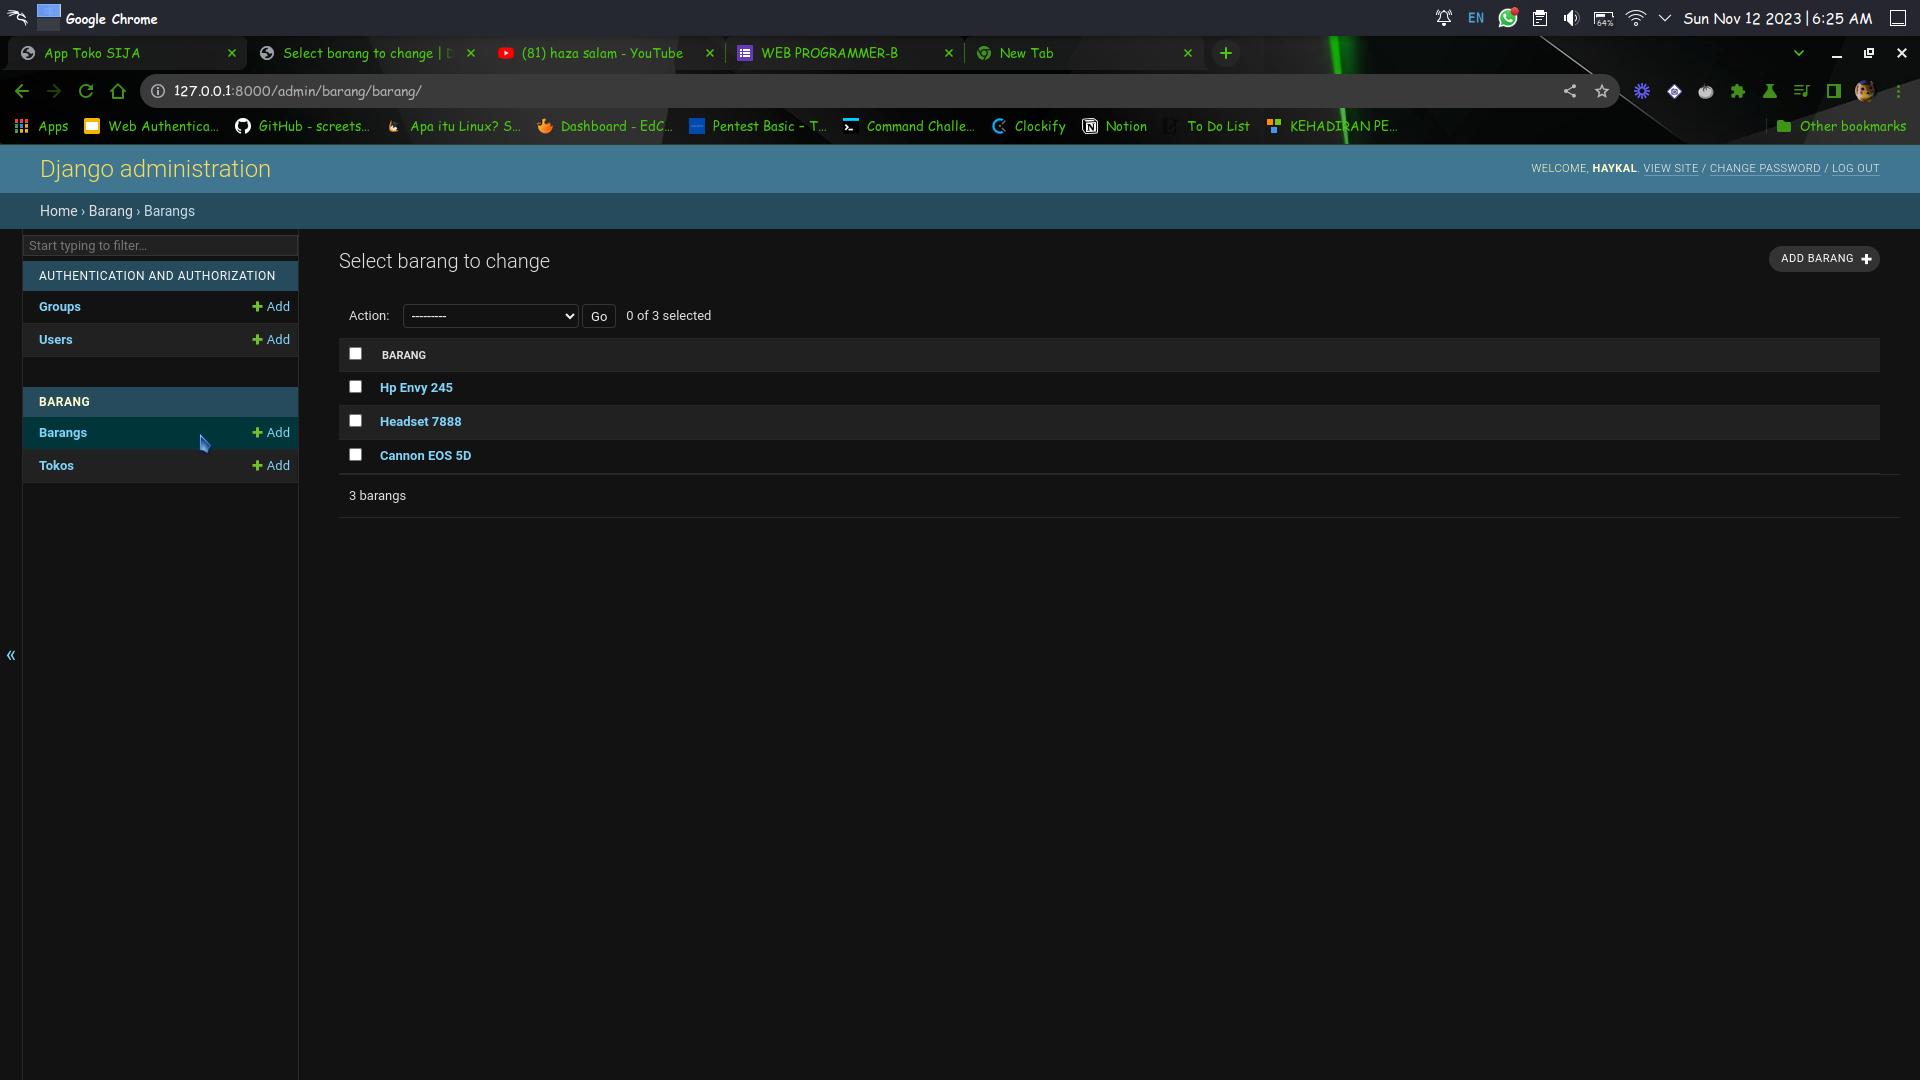 Google Chrome
EN
64%
Sun Nov 12 2023 | 6:25 AM
App Toko SIJA
Select barang to change | D
(81) haza salam - YouTube
WEB PROGRAMMER-B
New Tab
127.0.0.1:8000/admin/barang/barang/
Apps
Web Authentica...
GitHub - screets...
Apa itu Linux? S...
Dashboard - EdC...
Pentest Basic – T...
Command Challe...
Clockify
Notion
To Do List
KEHADIRAN PE...
Other bookmarks
Django administration
WELCOME, HAYKAL. VIEW SITE / CHANGE PASSWORD / LOG OUT
Home › Barang › Barangs
Start typing to filter...
AUTHENTICATION AND AUTHORIZATION
Groups
Add
Users
Add
BARANG
Barangs
Add
Tokos
Add
«
Select barang to change
ADD BARANG
Action:
---------
Go
0 of 3 selected
BARANG
Hp Envy 245
Headset 7888
Cannon EOS 5D
3 barangs